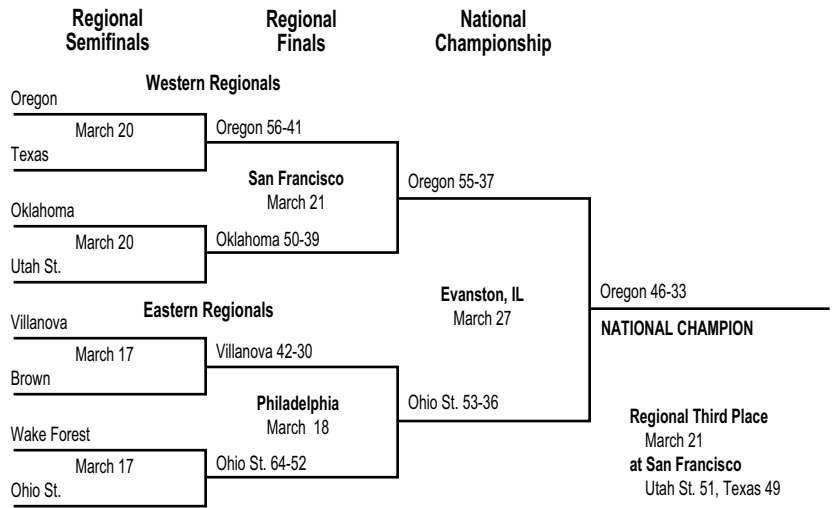 Regional
Semifinals
Regional
Finals
National
Championship
Western Regionals
Oregon
March 20
Texas
Oregon 56-41
San Francisco
March 21
Oregon 55-37
Oklahoma
March 20
Utah St.
Oklahoma 50-39
Evanston, IL
March 27
Oregon 46-33
NATIONAL CHAMPION
Eastern Regionals
Villanova
March 17
Brown
Villanova 42-30
Philadelphia
March 18
Ohio St. 53-36
Wake Forest
March 17
Ohio St.
Ohio St. 64-52
Regional Third Place
March 21
at San Francisco
Utah St. 51, Texas 49